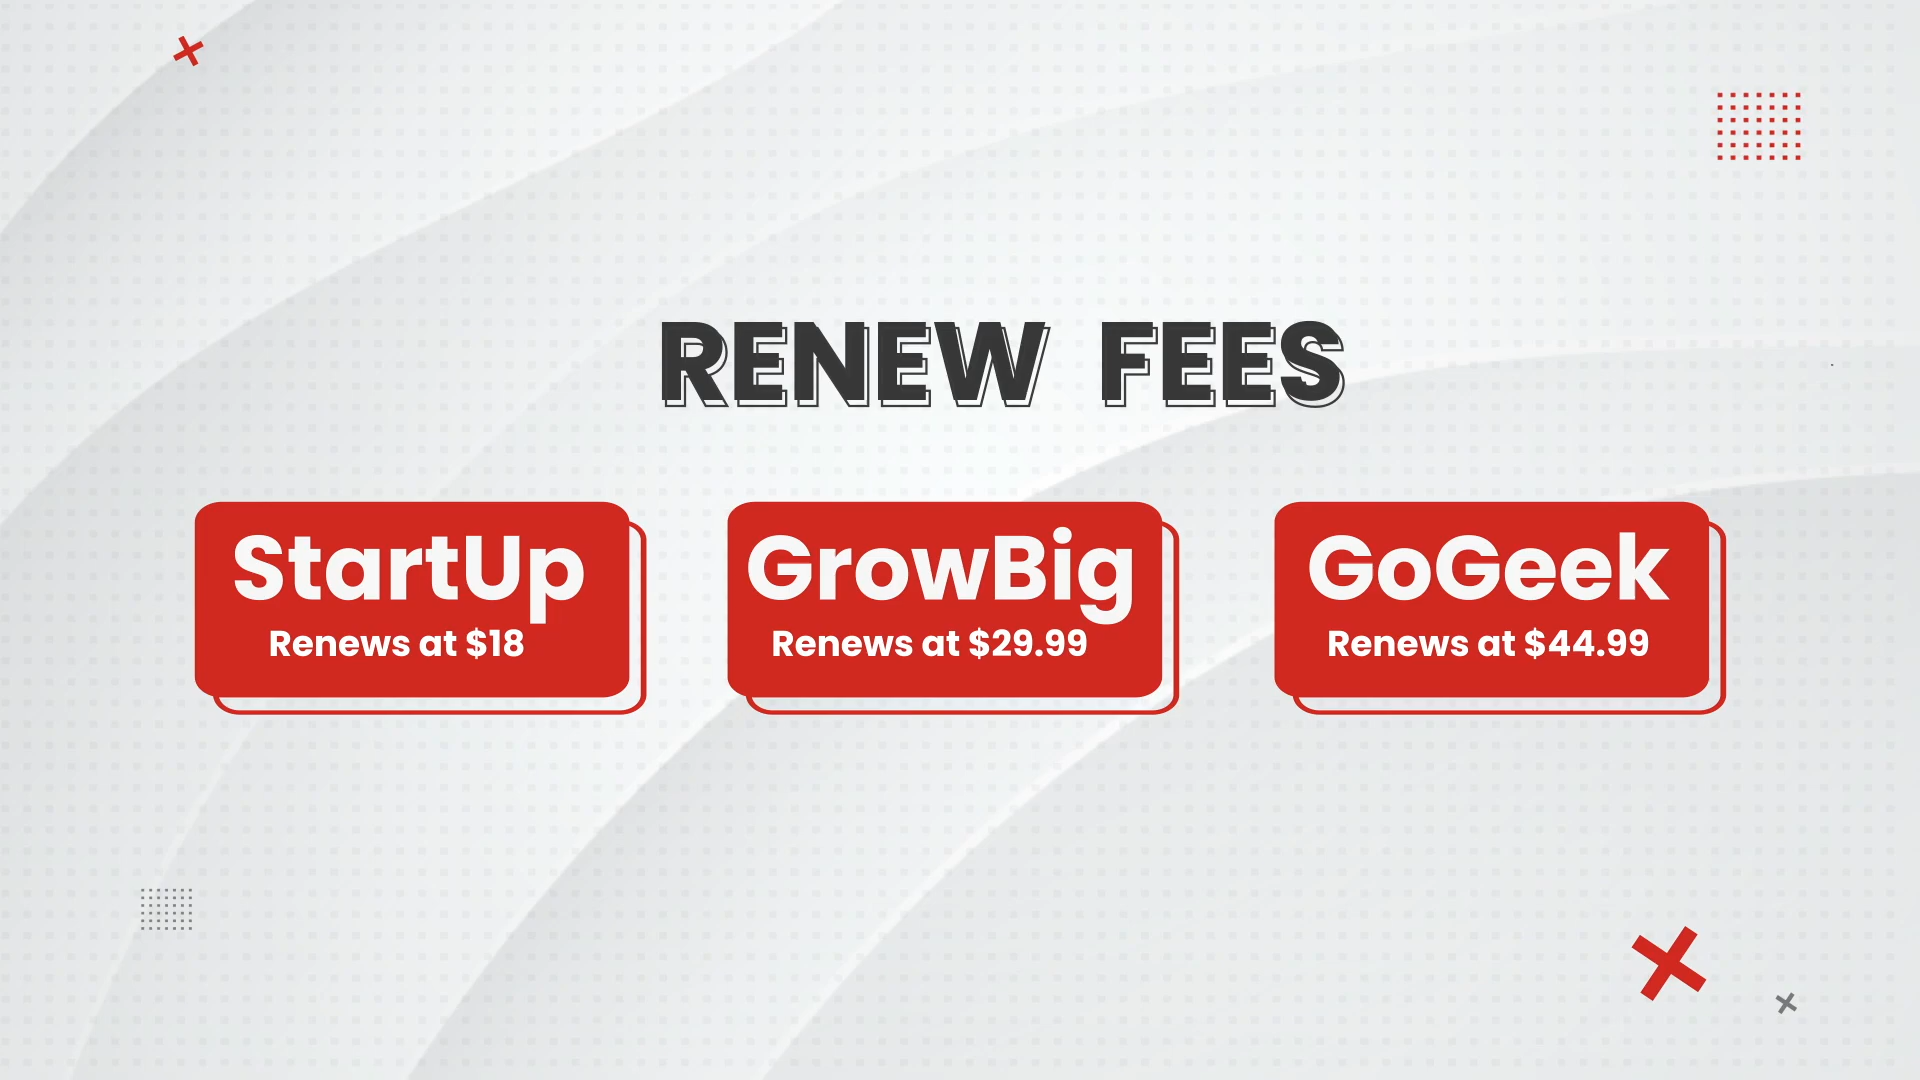 RENEW FEES
StartUp
Renews at $18
GrowBig
Renews at $29.99
GoGeek
Renews at $44.99